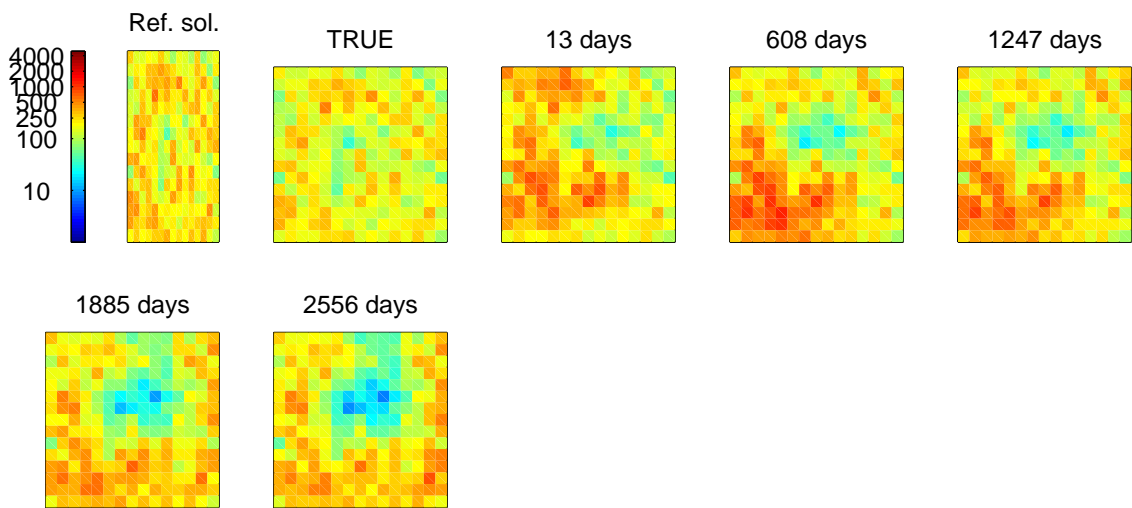 Ref. sol.
TRUE
13 days
608 days
1247 days
4000
2000
1000
500
250
100
10
1885 days
2556 days